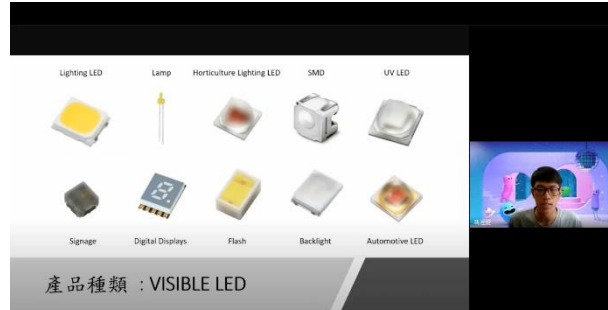 Lighting LED
Lamp
Horticulture Lighting LED
SMD
UV LED
Signage
Digital Displays
Flash
Backlight
Automotive LED
產品種類 : VISIBLE LED